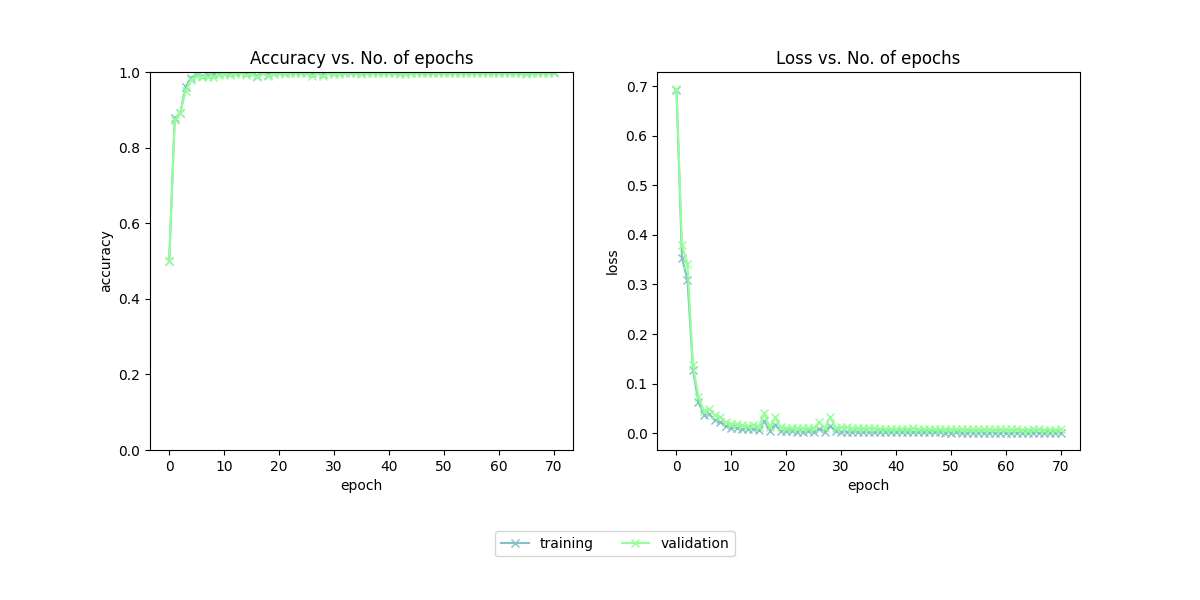 Accuracy vs. No. of epochs
1.0
0.8
0.6
0.4
0.2
0.0
accuracy
0 10 20 30 40 50 60 70
epoch
Loss vs. No. of epochs
0.7
0.6
0.5
0.4
0.3
0.2
0.1
0.0
loss
0 10 20 30 40 50 60 70
epoch
training validation